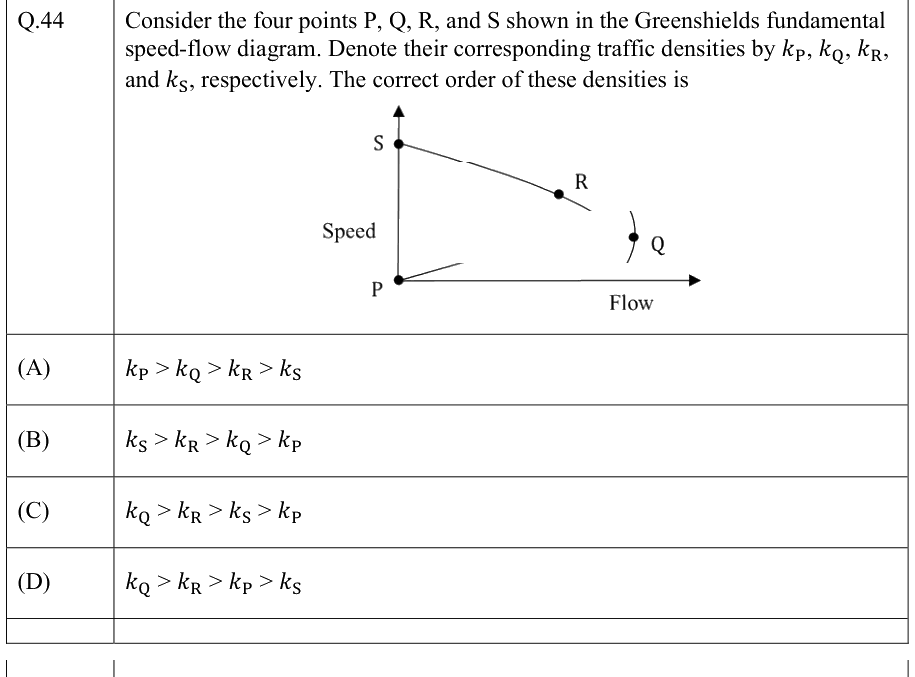 Q.44
Consider the four points P, Q, R, and S shown in the Greenshields fundamental
speed-flow diagram. Denote their corresponding traffic densities by kP, kQ, kR,
and kS, respectively. The correct order of these densities is
S
R
Speed
Q
P
Flow
(A)
kP > kQ > kR > kS
(B)
kS > kR > kQ > kP
(C)
kQ > kR > kS > kP
(D)
kQ > kR > kP > kS